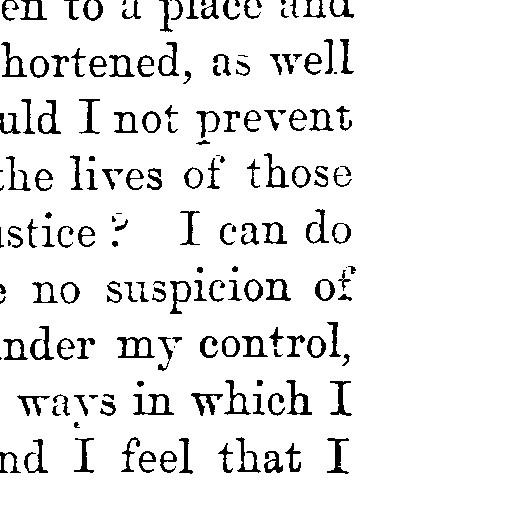 en to a place and
hortened, as well
uld I not prevent
the lives of those
ustice? I can do
e no suspicion of
nder my control,
ways in which I
nd I feel that I